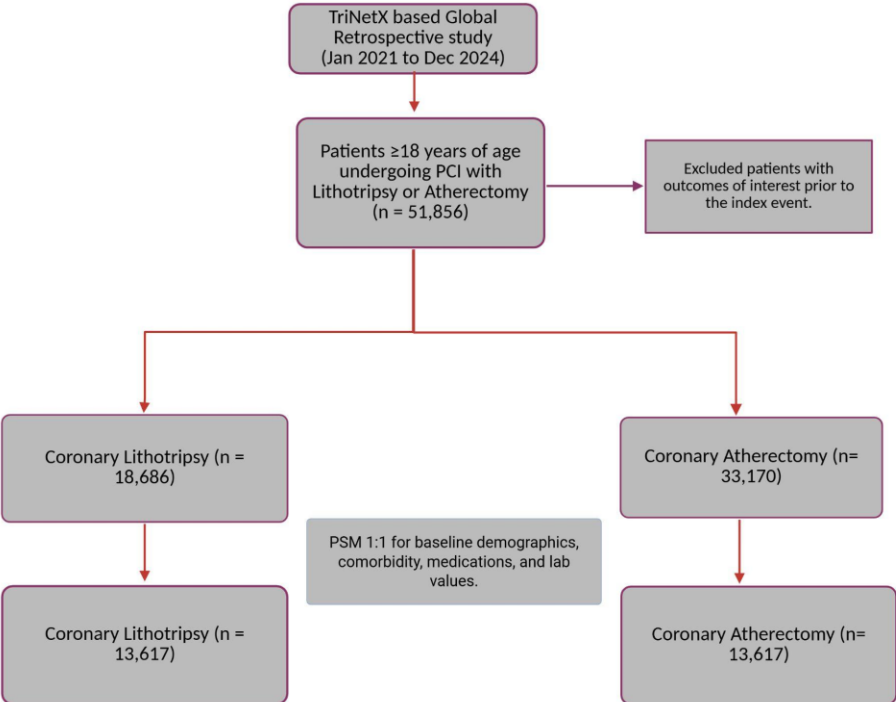 TriNetX based Global
Retrospective study
(Jan 2021 to Dec 2024)
Patients ≥18 years of age
undergoing PCI with
Lithotripsy or Atherectomy
(n = 51,856)
Excluded patients with
outcomes of interest prior to
the index event.
Coronary Lithotripsy (n =
18,686)
Coronary Atherectomy (n=
33,170)
PSM 1:1 for baseline demographics,
comorbidity, medications, and lab
values.
Coronary Lithotripsy (n =
13,617)
Coronary Atherectomy (n=
13,617)